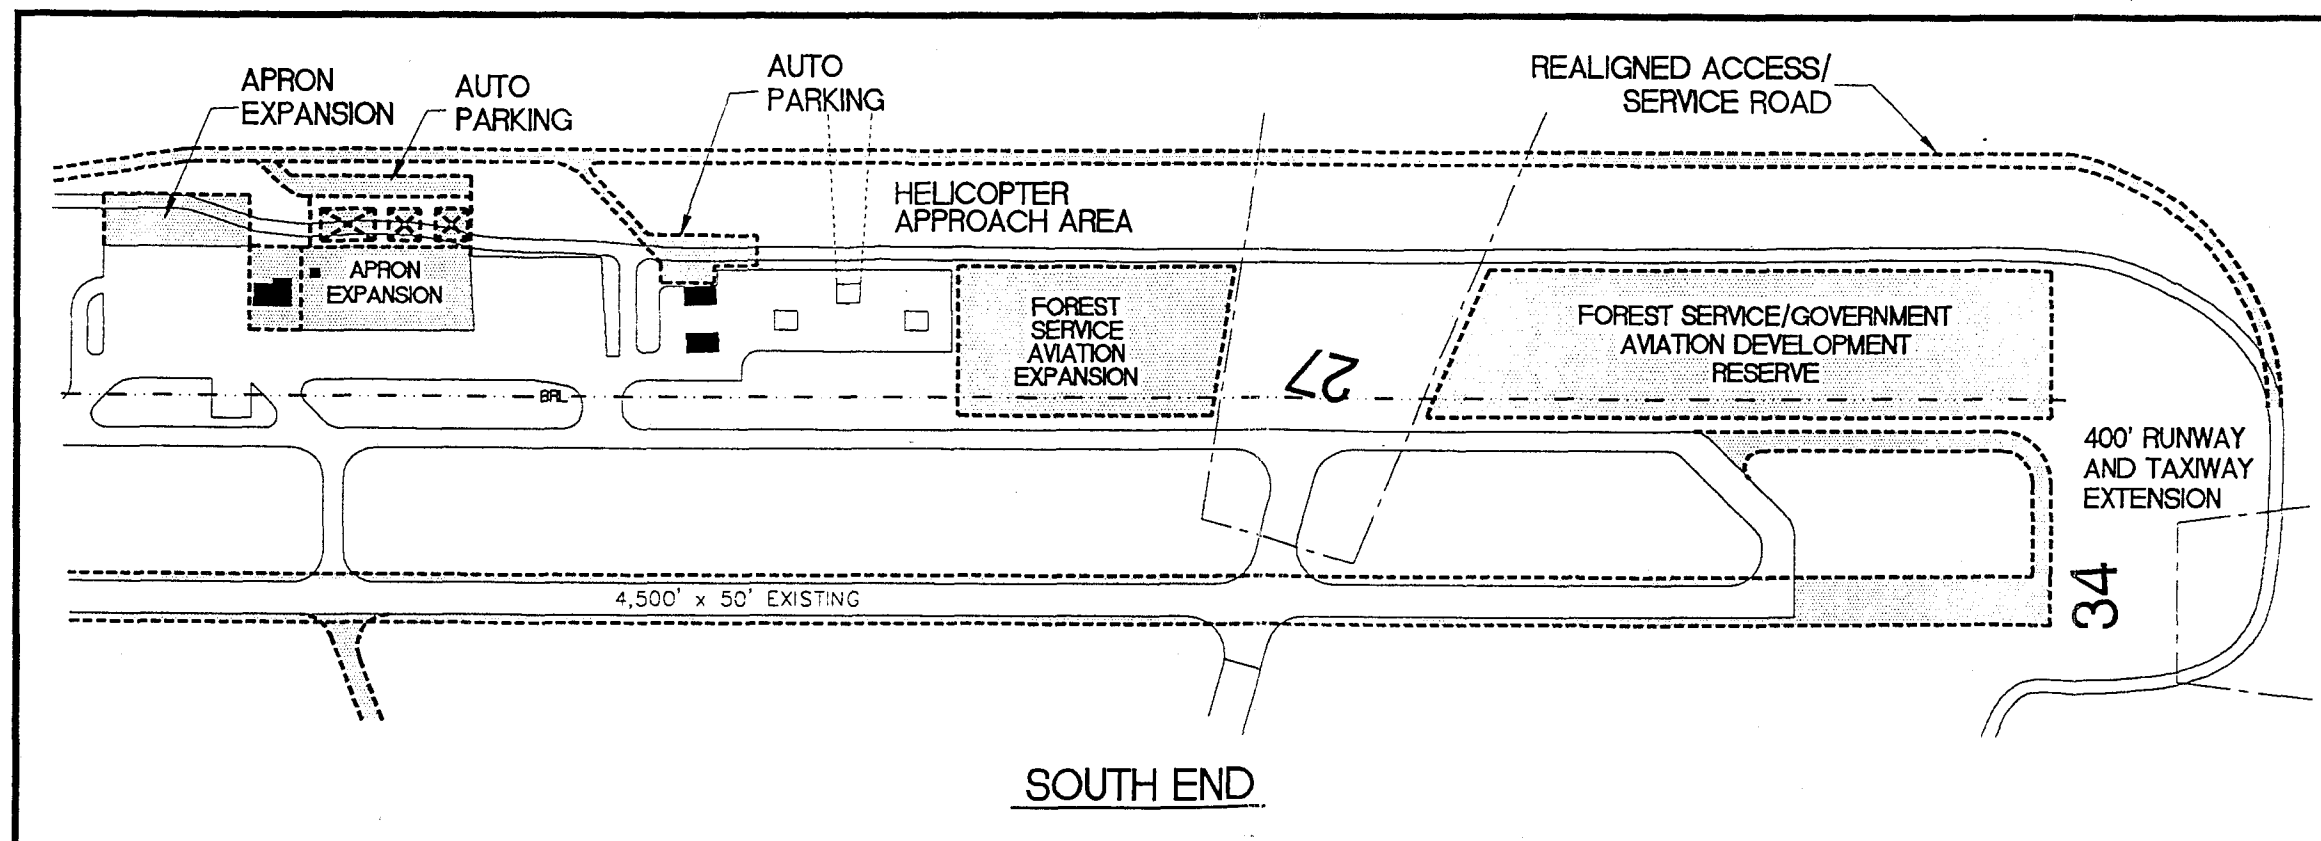 APRON
EXPANSION
AUTO
PARKING
AUTO
PARKING
REALIGNED ACCESS/
SERVICE ROAD
HELICOPTER
APPROACH AREA
APRON
EXPANSION
FOREST
SERVICE
AVIATION
EXPANSION
27
FOREST SERVICE/GOVERNMENT
AVIATION DEVELOPMENT
RESERVE
BRL
400' RUNWAY
AND TAXIWAY
EXTENSION
34
4,500' x 50' EXISTING
SOUTH END